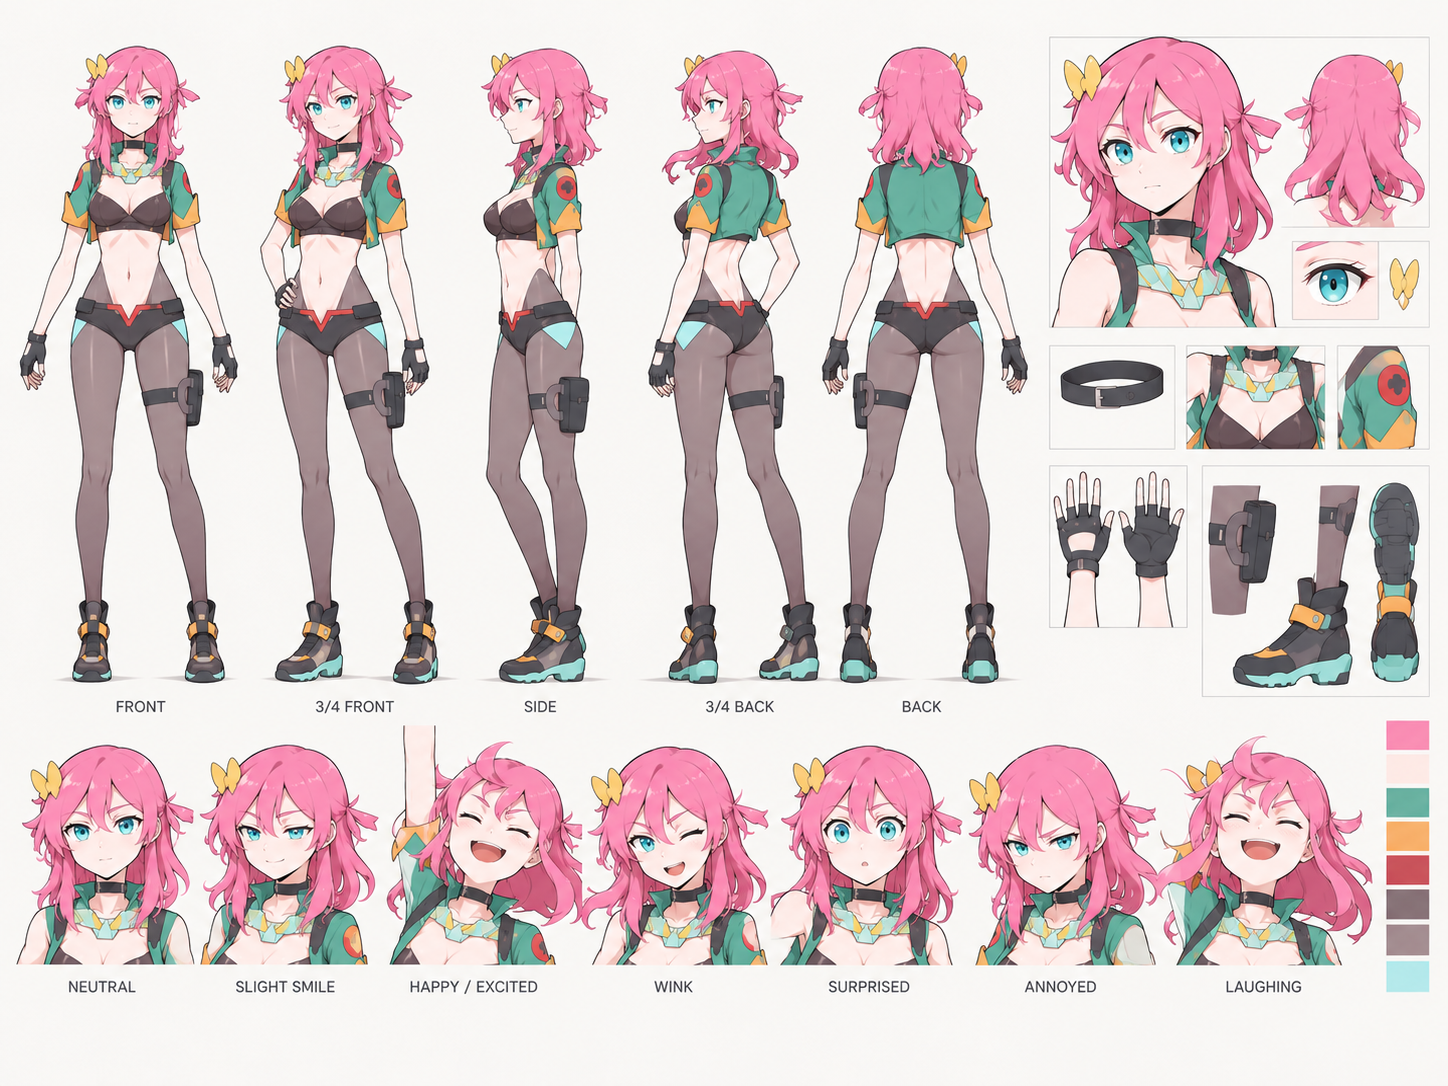 FRONT
3/4 FRONT
SIDE
3/4 BACK
BACK
NEUTRAL
SLIGHT SMILE
HAPPY / EXCITED
WINK
SURPRISED
ANNOYED
LAUGHING